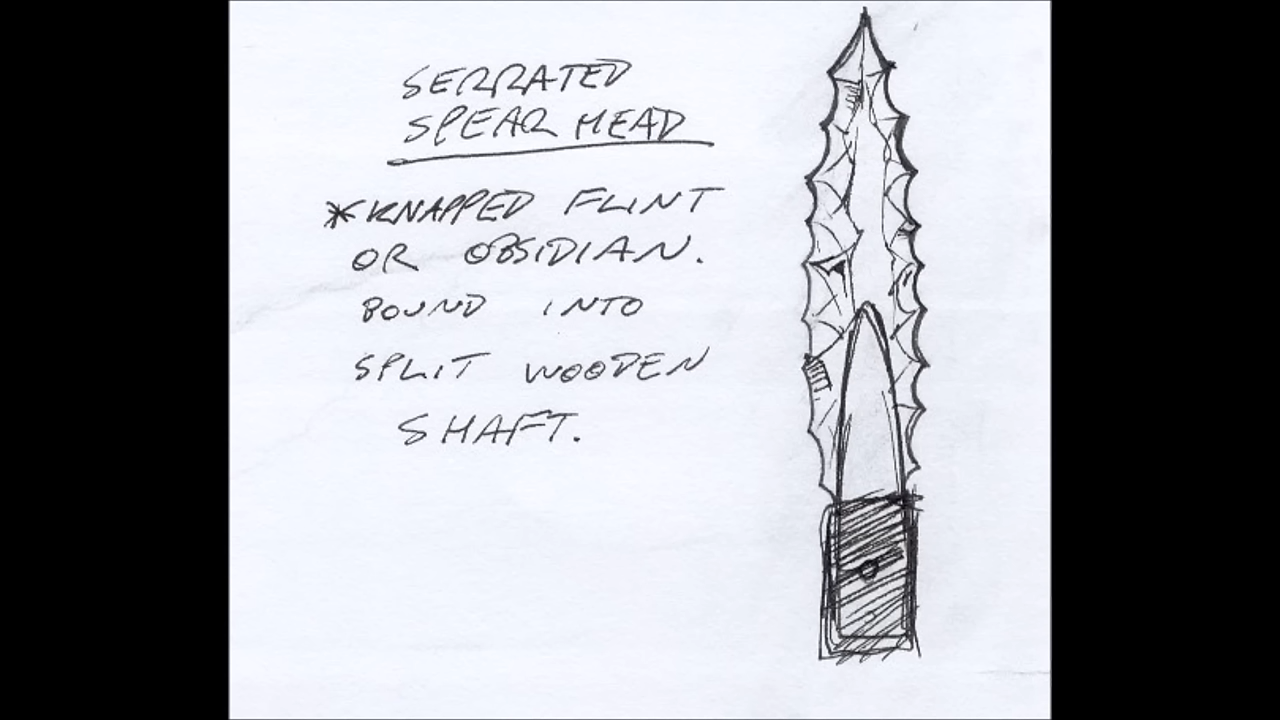 SERRATED
SPEAR HEAD
*KNAPPED FLINT
OR OBSIDIAN.
BOUND INTO
SPLIT WOODEN
SHAFT.